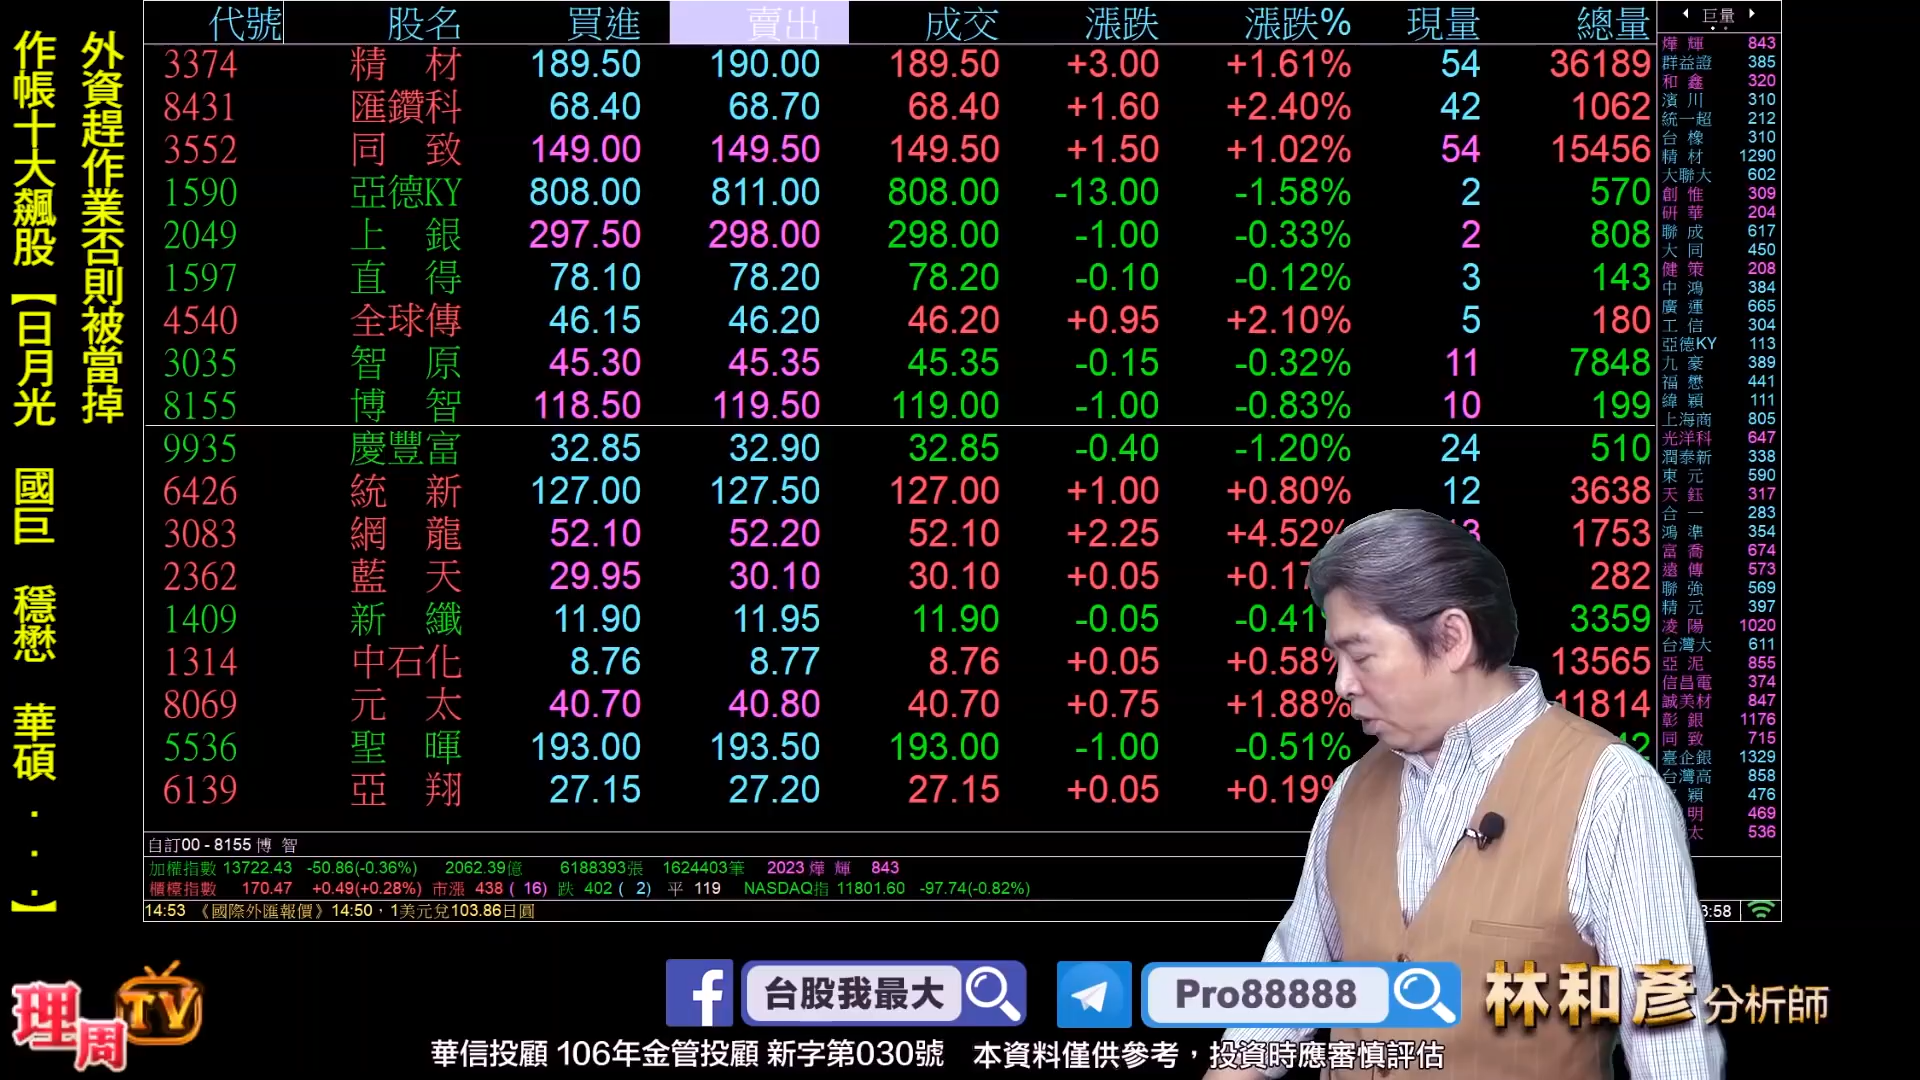 外資趕作業否則被當掉
作帳十大飆股【日月光 國巨 穩懋 華碩...】
代號 股名 買進 賣出 成交 漲跌 漲跌% 現量 總量
3374 精材 189.50 190.00 189.50 +3.00 +1.61% 54 36189
8431 匯鑽科 68.40 68.70 68.40 +1.60 +2.40% 42 1062
3552 同致 149.00 149.50 149.50 +1.50 +1.02% 54 15456
1590 亞德KY 808.00 811.00 808.00 -13.00 -1.58% 2 570
2049 上銀 297.50 298.00 298.00 -1.00 -0.33% 2 808
1597 直得 78.10 78.20 78.20 -0.10 -0.12% 3 143
4540 全球傳 46.15 46.20 46.20 +0.95 +2.10% 5 180
3035 智原 45.30 45.35 45.35 -0.15 -0.32% 11 7848
8155 博智 118.50 119.50 119.00 -1.00 -0.83% 10 199
9935 慶豐富 32.85 32.90 32.85 -0.40 -1.20% 24 510
6426 統新 127.00 127.50 127.00 +1.00 +0.80% 12 3638
3083 網龍 52.10 52.20 52.10 +2.25 +4.52% 3 1753
2362 藍天 29.95 30.10 30.10 +0.05 +0.17 282
1409 新纖 11.90 11.95 11.90 -0.05 -0.41 3359
1314 中石化 8.76 8.77 8.76 +0.05 +0.58% 13565
8069 元太 40.70 40.80 40.70 +0.75 +1.88% 11814
5536 聖暉 193.00 193.50 193.00 -1.00 -0.51% 2
6139 亞翔 27.15 27.20 27.15 +0.05 +0.19%
巨量
燁輝 843
群益證 385
和鑫 320
濱川 310
統一超 212
台橡 310
精材 1290
大聯大 602
創惟 309
研華 204
聯成 617
大同 450
健策 208
中鴻 384
廣運 665
工信 304
亞德KY 113
九豪 389
福懋 441
緯穎 111
上海商 805
光洋科 647
潤泰新 338
東元 590
天鈺 317
合一 283
鴻準 354
富喬 674
遠傳 573
聯強 569
精元 397
凌陽 1020
台灣大 611
亞泥 855
信昌電 374
誠美材 847
彰銀 1176
同致 715
臺企銀 1329
台灣高 858
穎 476
明 469
太 536
自訂00 - 8155 博智
加權指數 13722.43 -50.86(-0.36%) 2062.39億 6188393張 1624403筆 2023 燁輝 843
櫃檯指數 170.47 +0.49(+0.28%) 市漲 438 ( 16) 跌 402 ( 2) 平 119 NASDAQ指 11801.60 -97.74(-0.82%)
14:53 《國際外匯報價》14:50，1美元兌103.86日圓
3:58
理周TV
f 台股我最大
Pro88888
林和彥 分析師
華信投顧 106年金管投顧 新字第030號 本資料僅供參考，投資時應審慎評估